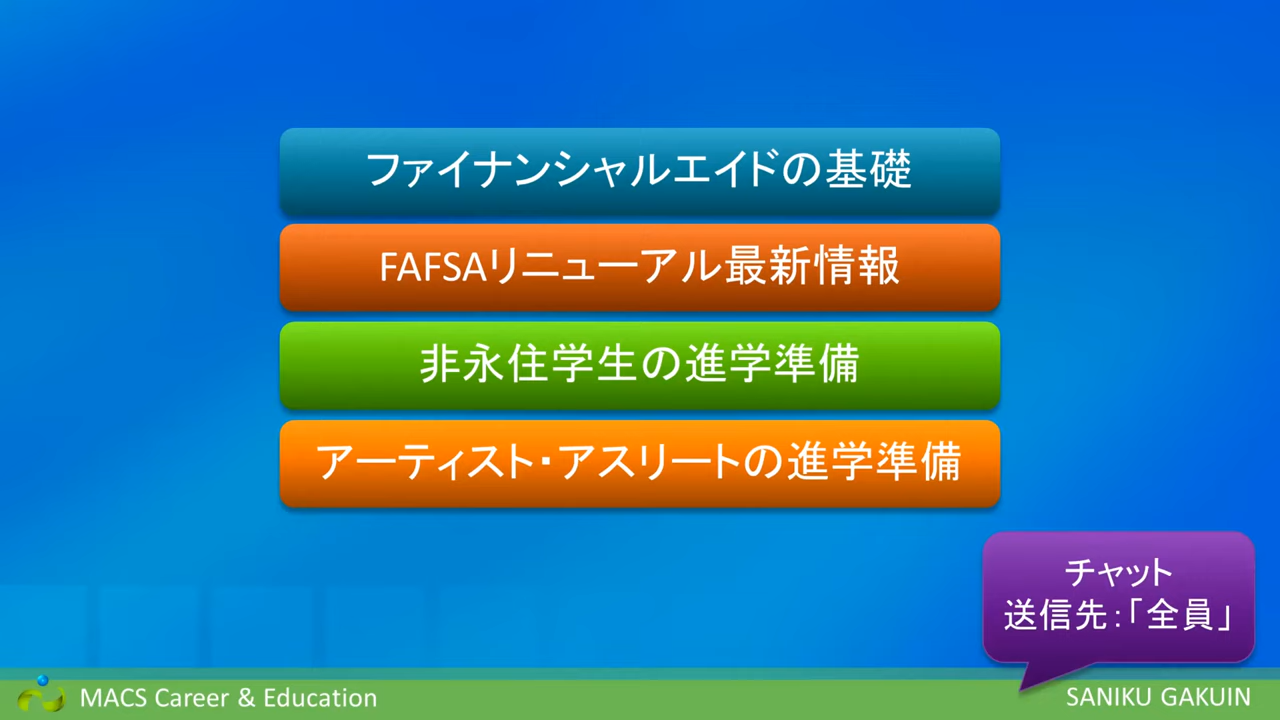 ファイナンシャルエイドの基礎
FAFSAリニューアル最新情報
非永住学生の進学準備
アーティスト・アスリートの進学準備
チャット
送信先：「全員」
MACS Career & Education
SANIKU GAKUIN